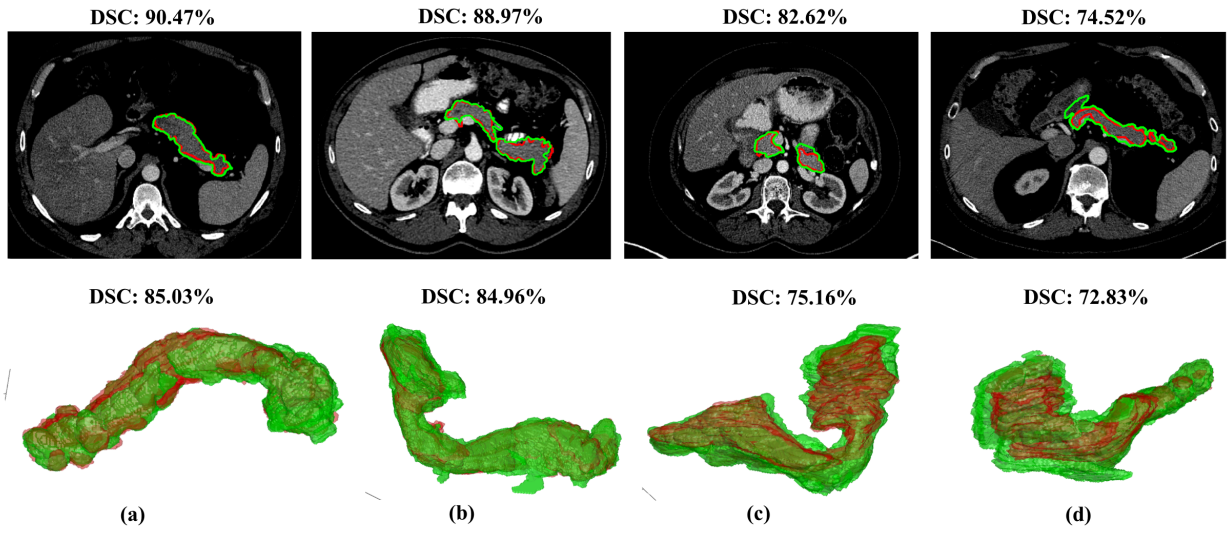 DSC: 90.47%
DSC: 88.97%
DSC: 82.62%
DSC: 74.52%
DSC: 85.03%
DSC: 84.96%
DSC: 75.16%
DSC: 72.83%
(a)
(b)
(c)
(d)